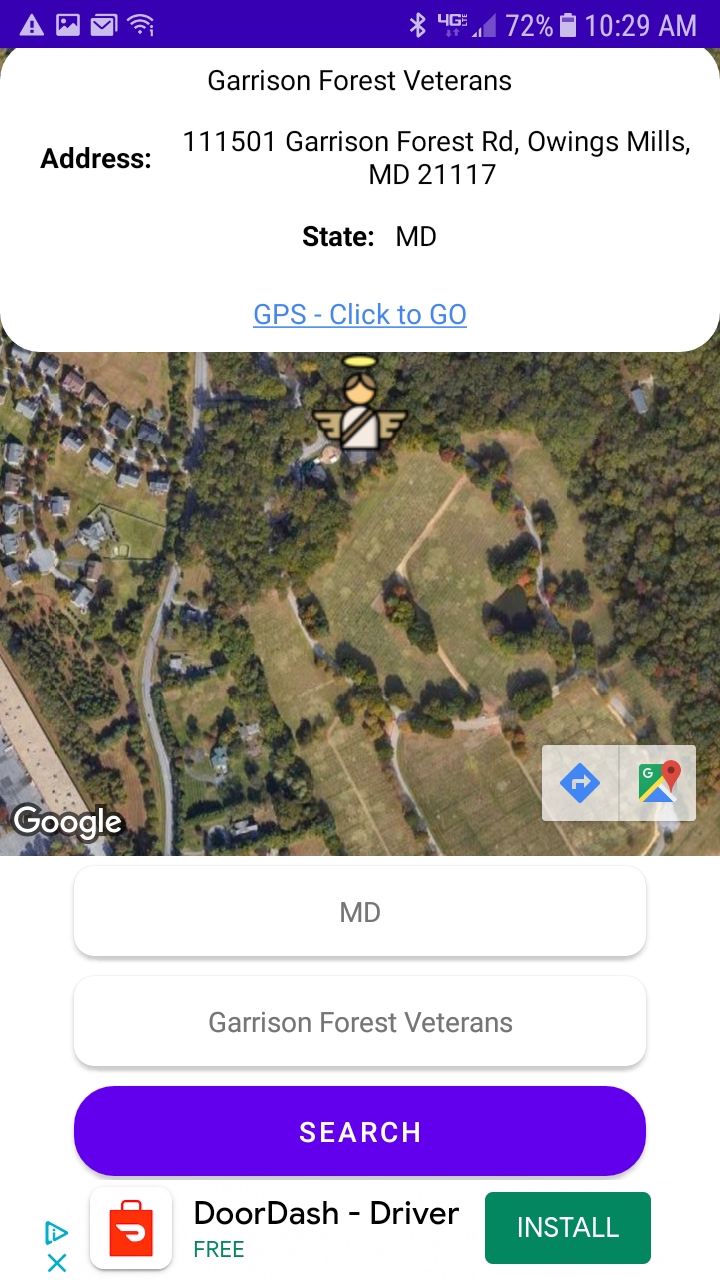 4G LTE 72% 10:29 AM
Garrison Forest Veterans
Address: 111501 Garrison Forest Rd, Owings Mills,
MD 21117
State: MD
GPS - Click to GO
Google
G
MD
Garrison Forest Veterans
SEARCH
DoorDash - Driver
FREE
INSTALL